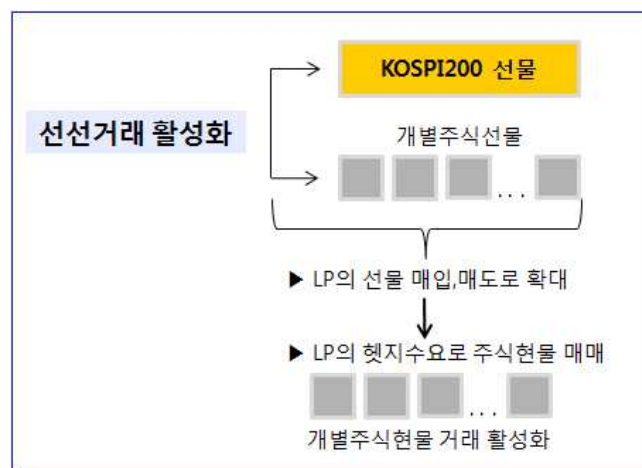 KOSPI200 선물
선선거래 활성화
개별주식선물
...
▶ LP의 선물 매입,매도로 확대
▶ LP의 헷지수요로 주식현물 매매
...
개별주식현물 거래 활성화